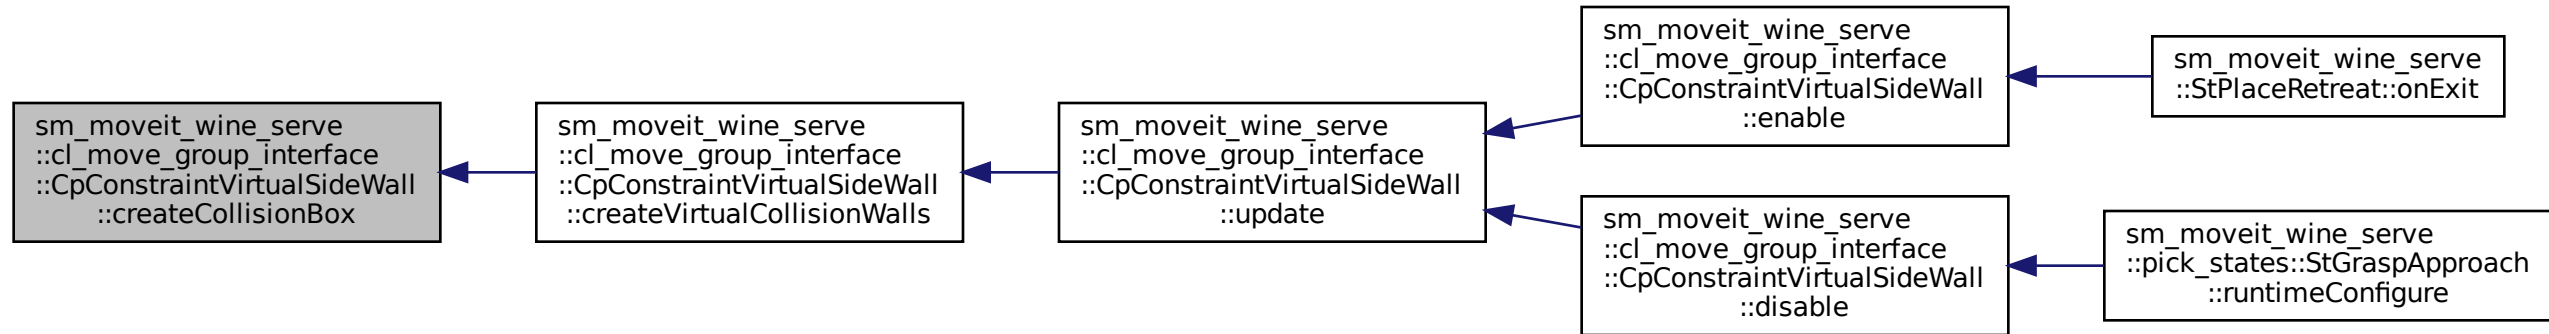 sm_moveit_wine_serve
::cl_move_group_interface
::CpConstraintVirtualSideWall
::createCollisionBox
sm_moveit_wine_serve
::cl_move_group_interface
::CpConstraintVirtualSideWall
::createVirtualCollisionWalls
sm_moveit_wine_serve
::cl_move_group_interface
::CpConstraintVirtualSideWall
::update
sm_moveit_wine_serve
::cl_move_group_interface
::CpConstraintVirtualSideWall
::enable
sm_moveit_wine_serve
::StPlaceRetreat::onExit
sm_moveit_wine_serve
::cl_move_group_interface
::CpConstraintVirtualSideWall
::disable
sm_moveit_wine_serve
::pick_states::StGraspApproach
::runtimeConfigure